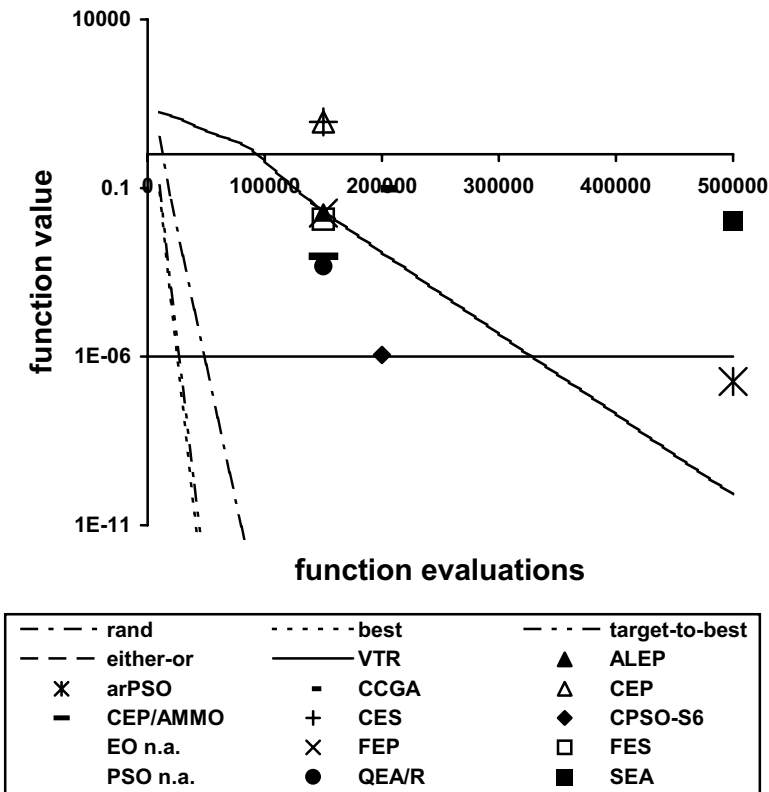 10000
0.1
0 100000 200000 300000 400000 500000
1E-06
1E-11
function value
function evaluations
rand best target-to-best
either-or VTR ALEP
arPSO CCGA CEP
CEP/AMMO CES CPSO-S6
EO n.a. FEP FES
PSO n.a. QEA/R SEA